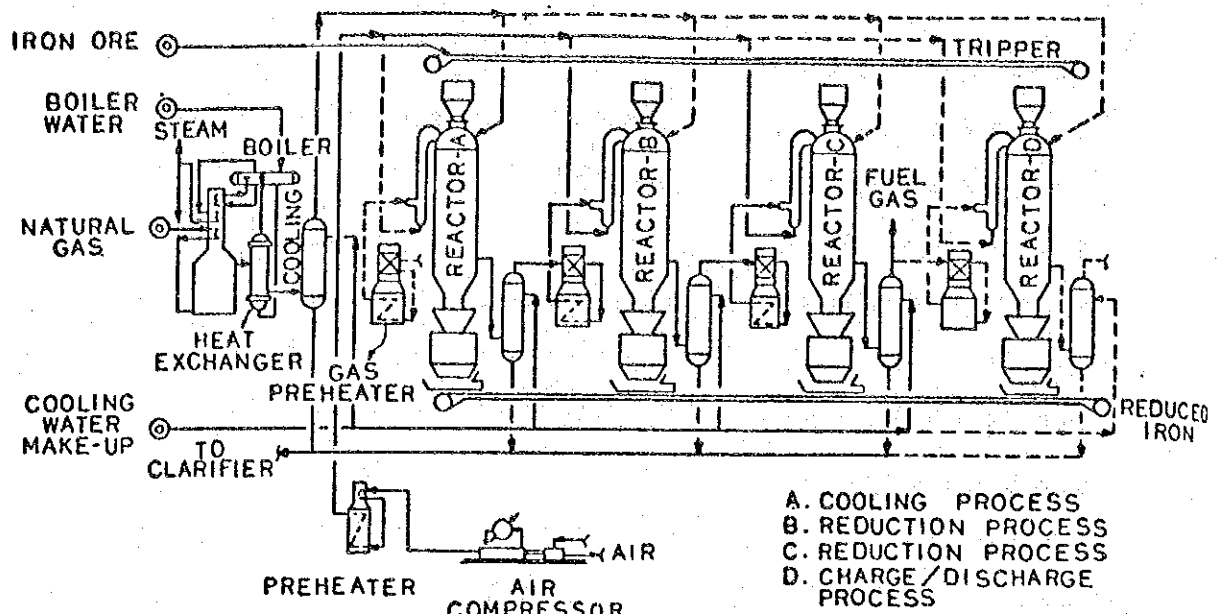 IRON ORE
TRIPPER
BOILER
WATER
STEAM
BOILER
COOLING
NATURAL
GAS
HEAT
EXCHANGER
GAS
PREHEATER
REACTOR-A
REACTOR-B
REACTOR-C
FUEL
GAS
REACTOR-D
COOLING
WATER
MAKE-UP
TO
CLARIFIER
REDUCED
IRON
PREHEATER
AIR
COMPRESSOR
AIR
A. COOLING PROCESS
B. REDUCTION PROCESS
C. REDUCTION PROCESS
D. CHARGE/DISCHARGE
PROCESS